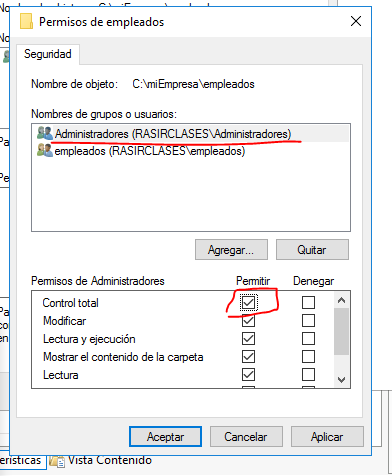 Permisos de empleados
Seguridad
Nombre de objeto: C:\miEmpresa\empleados
Nombres de grupos o usuarios:
Administradores (RASIRCLASES\Administradores)
empleados (RASIRCLASES\empleados)
Agregar... Quitar
Permisos de Administradores Permitir Denegar
Control total
Modificar
Lectura y ejecución
Mostrar el contenido de la carpeta
Lectura
Aceptar Cancelar Aplicar
Vista Contenido